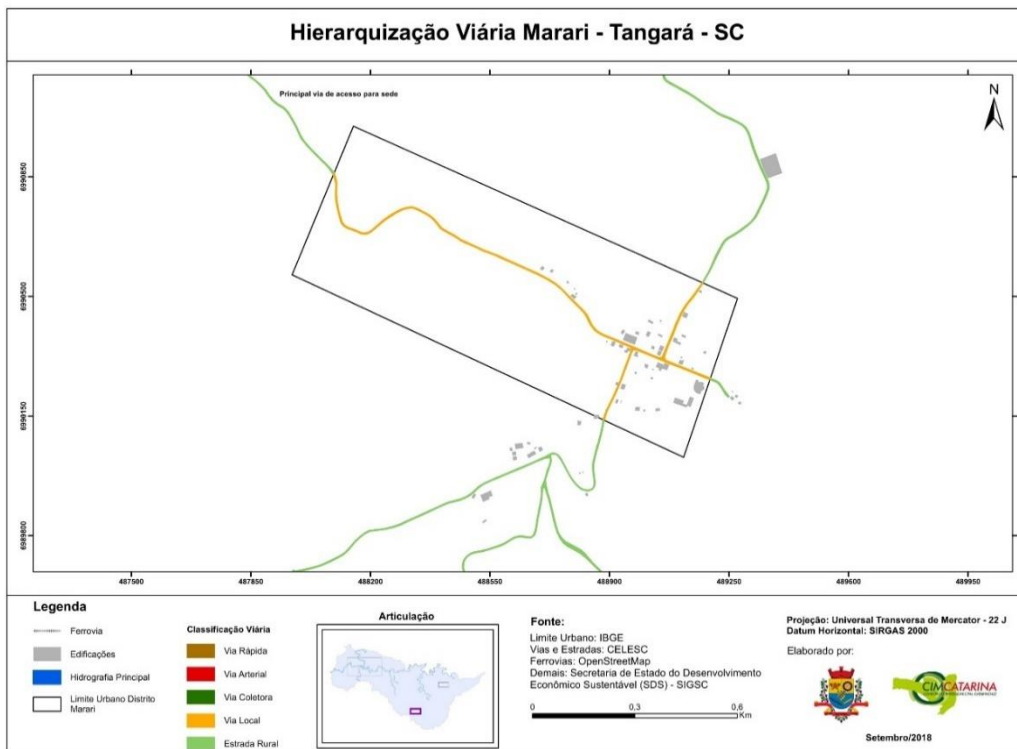 Hierarquização Viária Marari - Tangará - SC
Principal via de acesso para sede
N
6990850
6990500
6990150
6989800
487500 487850 488200 488550 488900 489250 489600 489950
Legenda
Ferrovia
Edificações
Hidrografia Principal
Limite Urbano Distrito
Marari
Classificação Viária
Via Rápida
Via Arterial
Via Coletora
Via Local
Estrada Rural
Articulação
Fonte:
Limite Urbano: IBGE
Vias e Estradas: CELESC
Ferrovias: OpenStreetMap
Demais: Secretaria de Estado do Desenvolvimento
Econômico Sustentável (SDS) - SIGSC
0 0,3 0,6
Km
Projeção: Universal Transversa de Mercator - 22 J
Datum Horizontal: SIRGAS 2000
Elaborado por:
CIMCATARINA
Setembro/2018